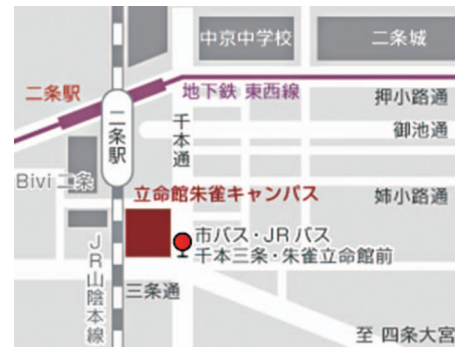 中京中学校
二条城
二条駅
地下鉄 東西線
押小路通
御池通
千本通
二条駅
Bivi 二条
立命館朱雀キャンパス
姉小路通
市バス・JRバス
千本三条・朱雀立命館前
JR山陰本線
三条通
至 四条大宮